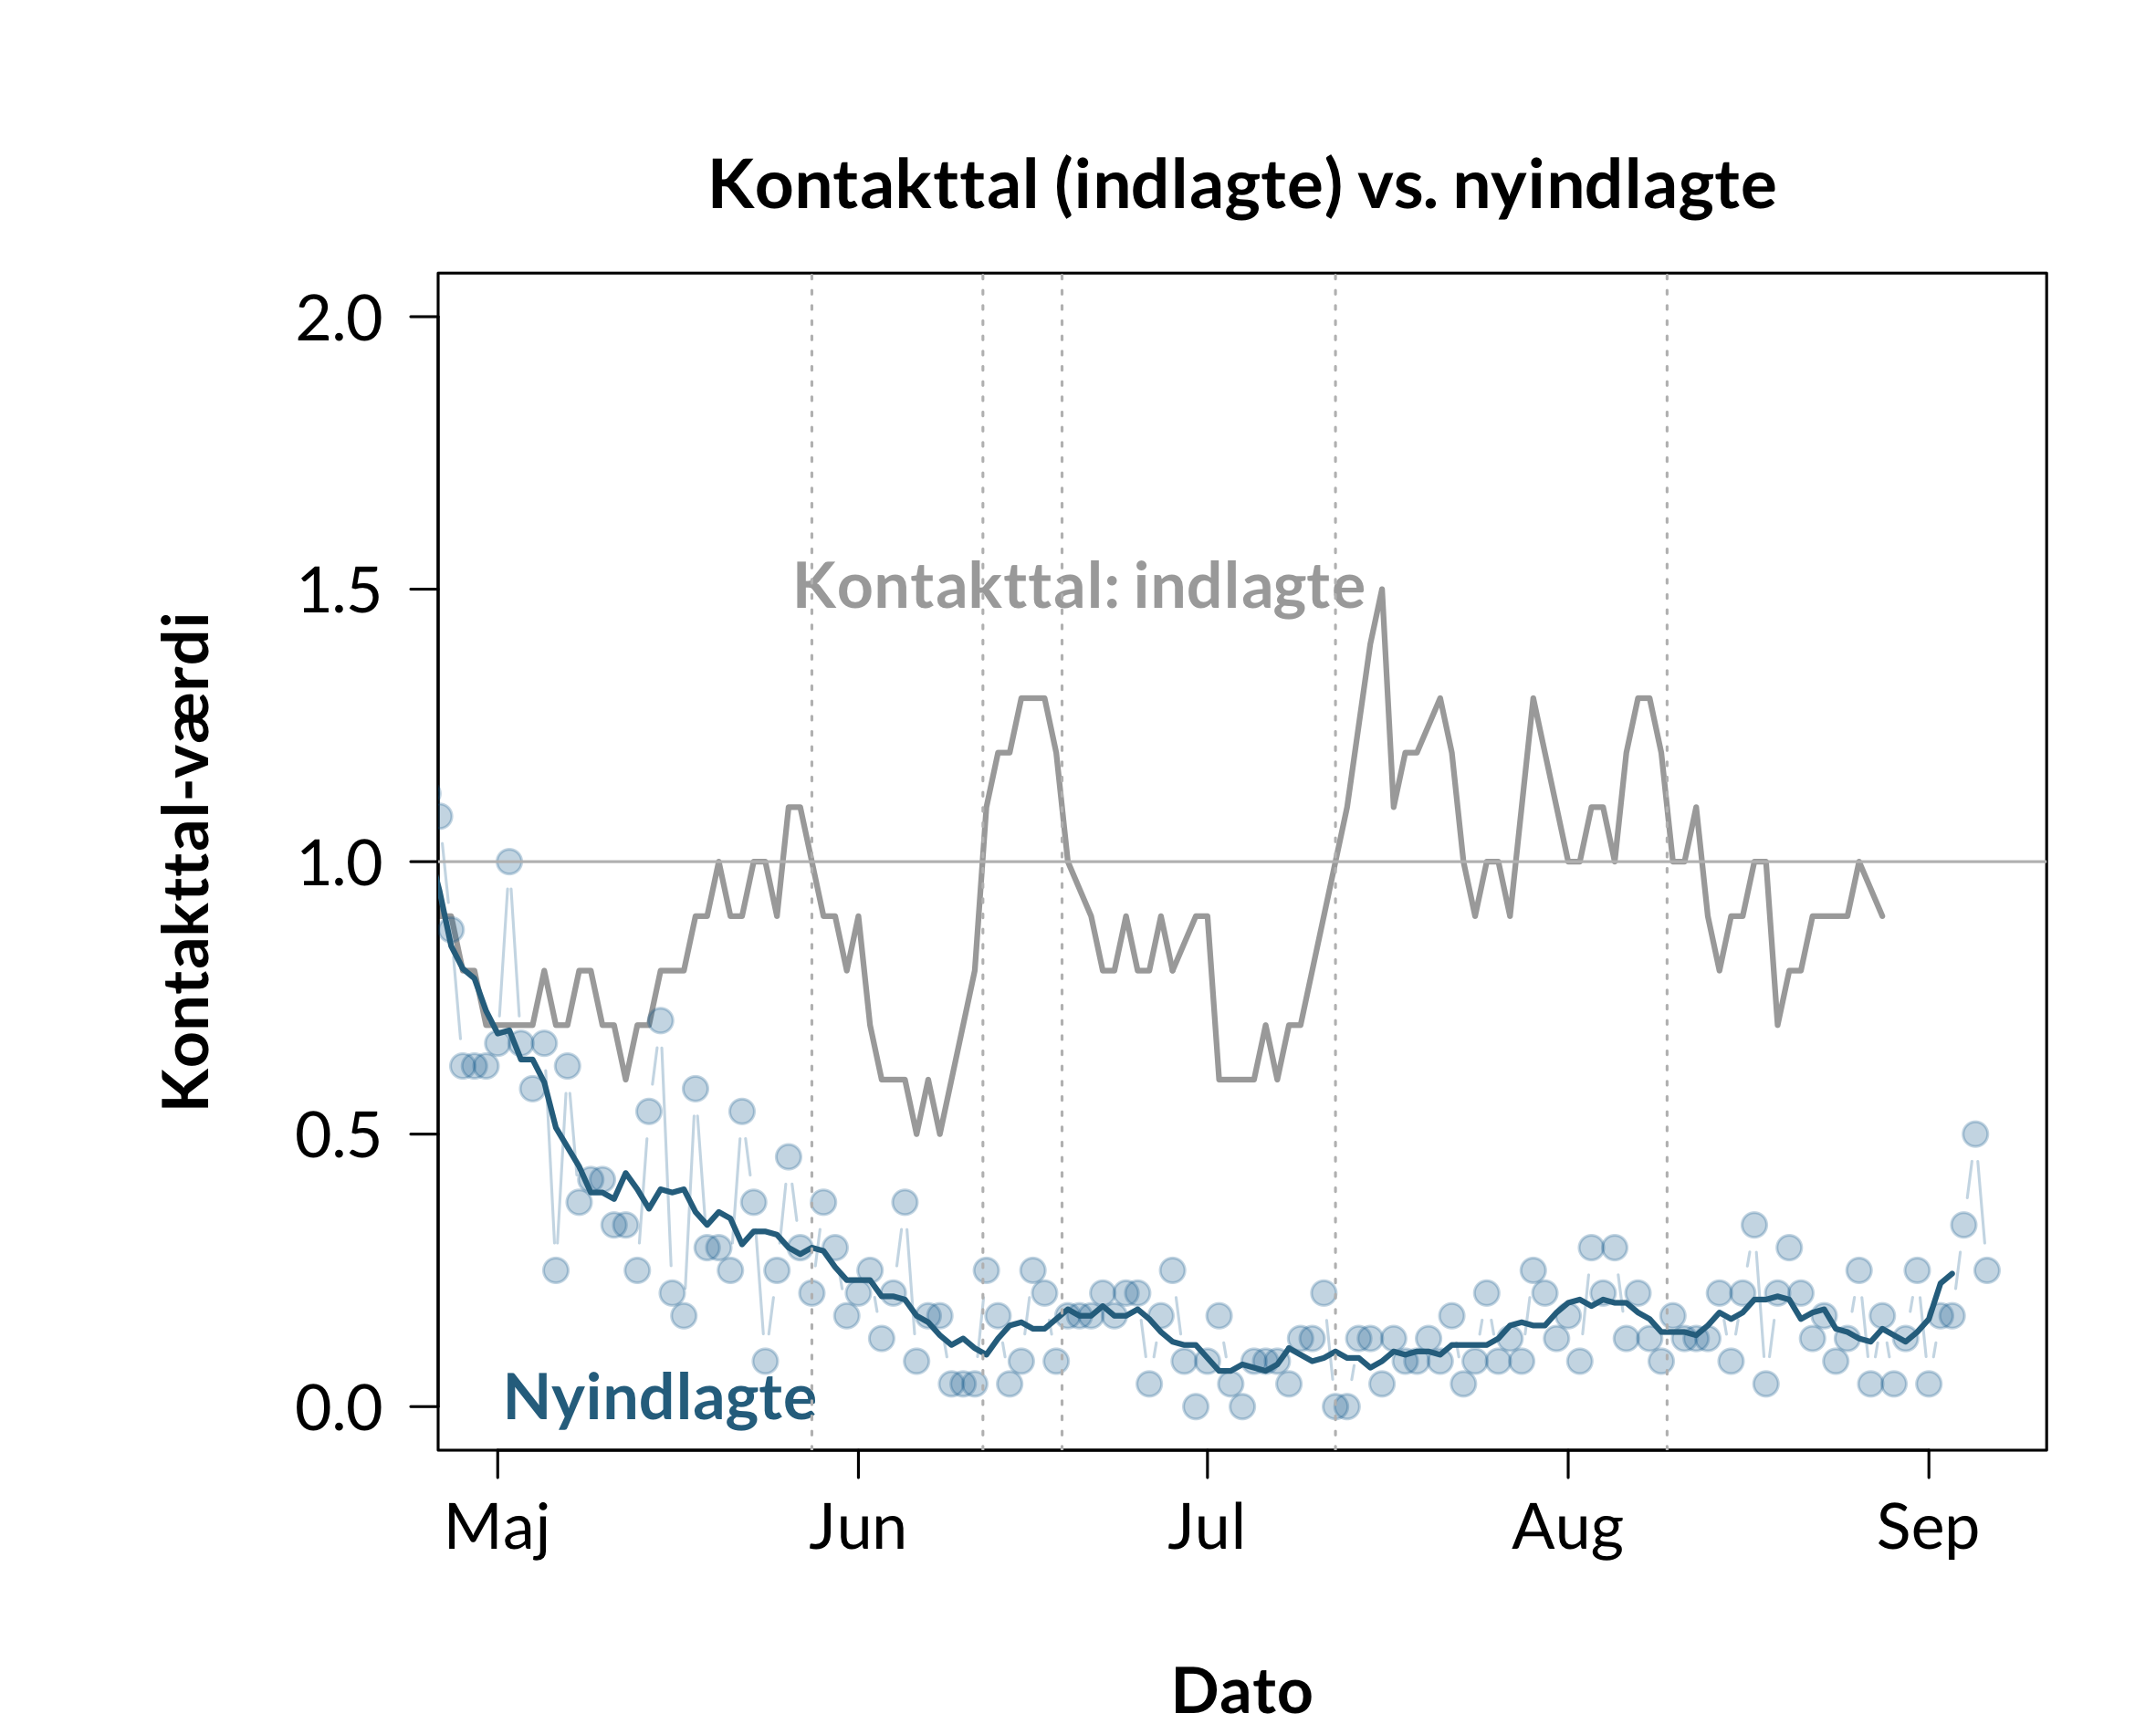 Kontakttal (indlagte) vs. nyindlagte
2.0
1.5
1.0
0.5
0.0
Kontakttal-værdi
Kontakttal: indlagte
Nyindlagte
Maj Jun Jul Aug Sep
Dato